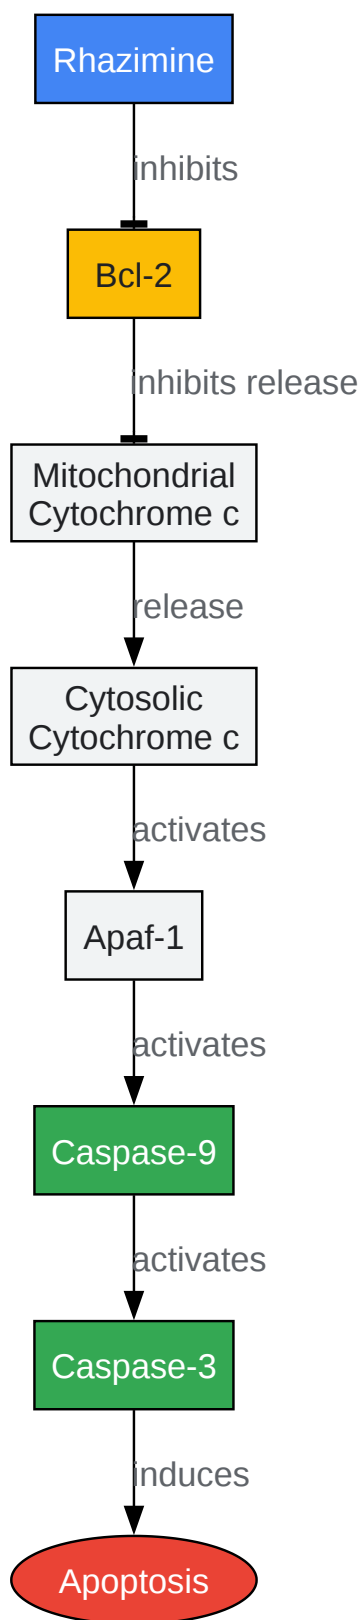 Rhazimine
inhibits
Bcl-2
inhibits release
Mitochondrial
Cytochrome c
release
Cytosolic
Cytochrome c
activates
Apaf-1
activates
Caspase-9
activates
Caspase-3
induces
Apoptosis